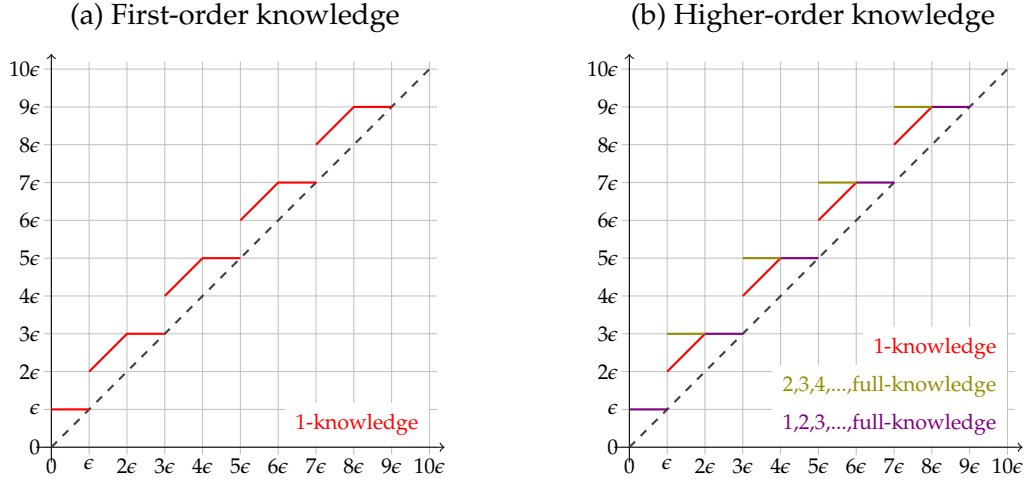 (a) First-order knowledge
10ϵ
9ϵ
8ϵ
7ϵ
6ϵ
5ϵ
4ϵ
3ϵ
2ϵ
ϵ
0
1-knowledge
0 ϵ 2ϵ 3ϵ 4ϵ 5ϵ 6ϵ 7ϵ 8ϵ 9ϵ 10ϵ
(b) Higher-order knowledge
10ϵ
9ϵ
8ϵ
7ϵ
6ϵ
5ϵ
4ϵ
3ϵ
2ϵ
ϵ
0
1-knowledge
2,3,4,...,full-knowledge
1,2,3,...,full-knowledge
0 ϵ 2ϵ 3ϵ 4ϵ 5ϵ 6ϵ 7ϵ 8ϵ 9ϵ 10ϵ